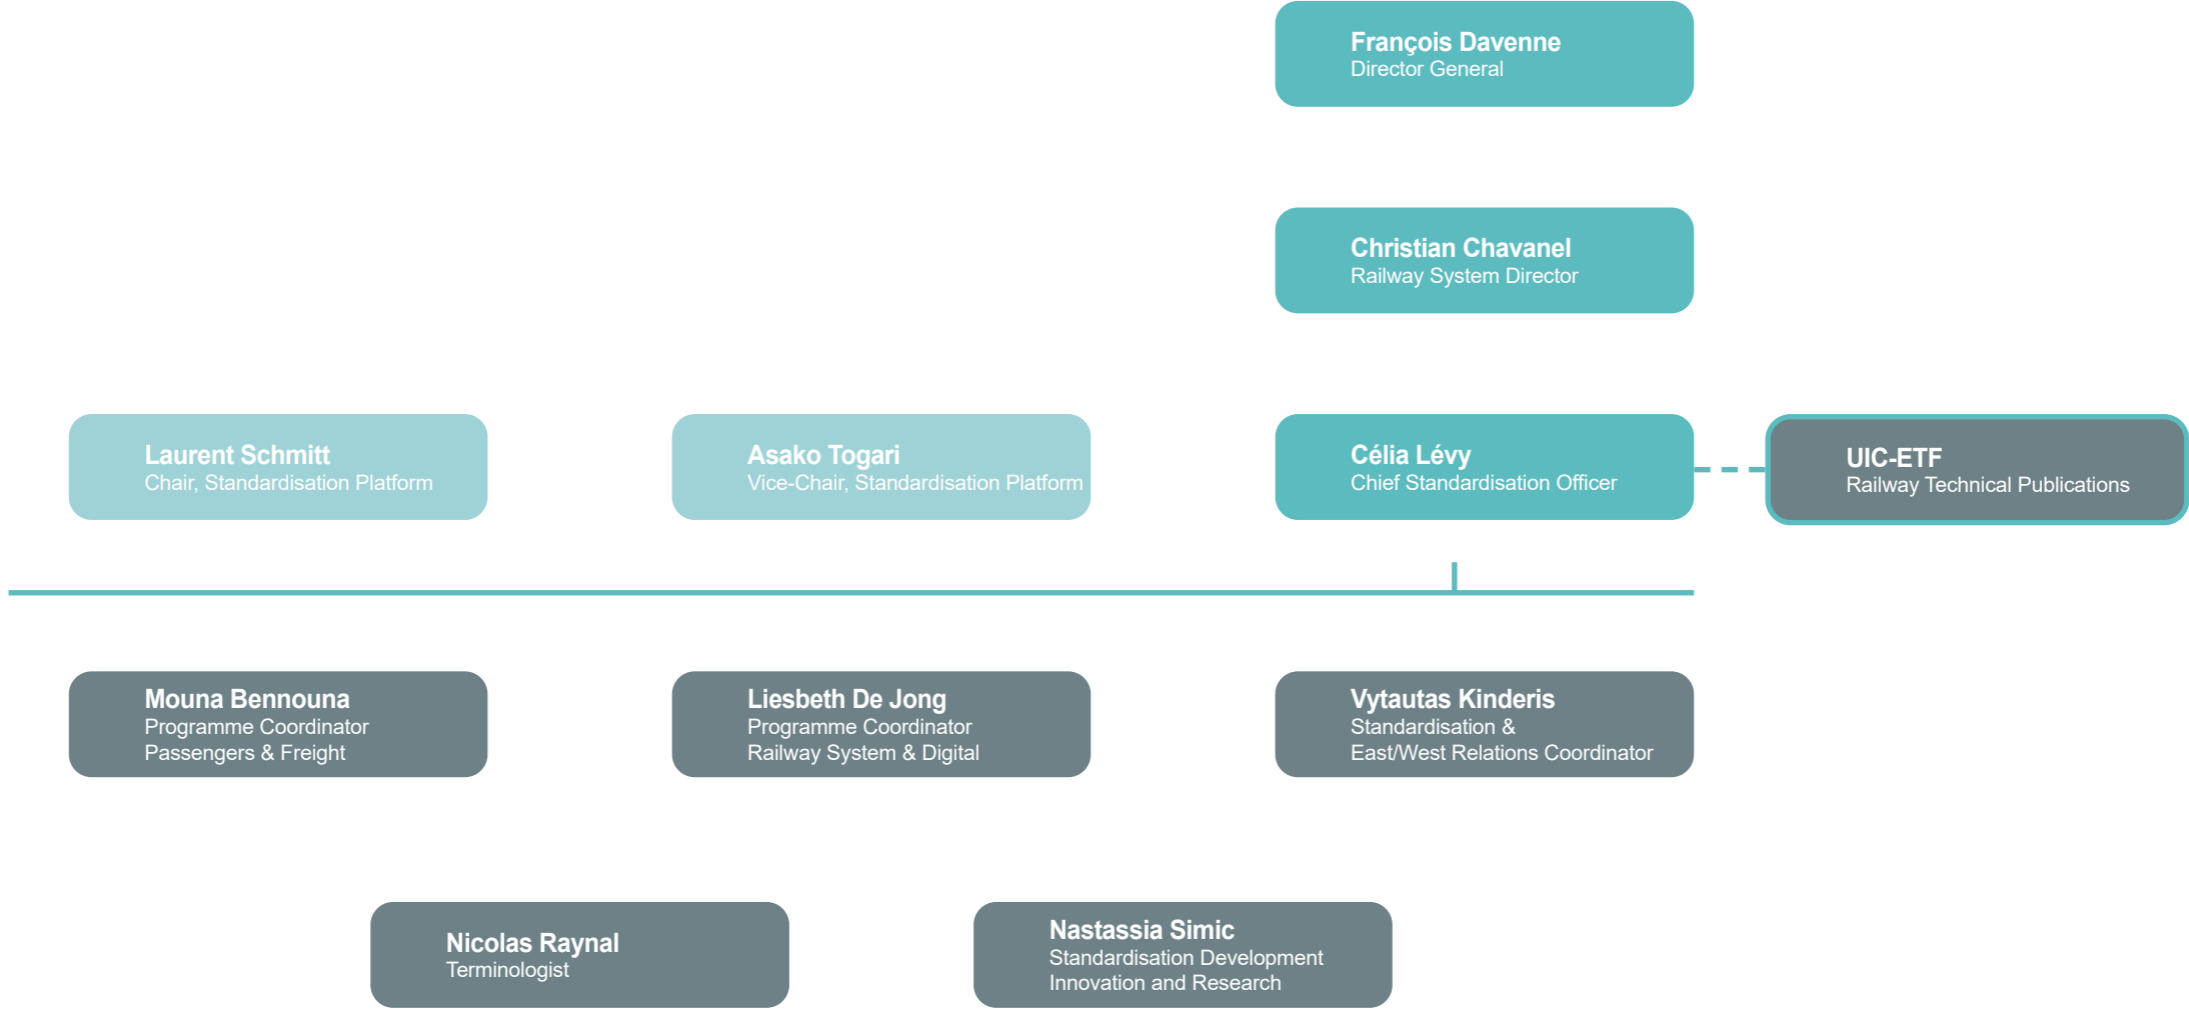 François Davenne
Director General
Christian Chavanel
Railway System Director
Laurent Schmitt
Chair, Standardisation Platform
Asako Togari
Vice-Chair, Standardisation Platform
Célia Lévy
Chief Standardisation Officer
UIC-ETF
Railway Technical Publications
Mouna Bennouna
Programme Coordinator
Passengers & Freight
Liesbeth De Jong
Programme Coordinator
Railway System & Digital
Vytautas Kinderis
Standardisation &
East/West Relations Coordinator
Nicolas Raynal
Terminologist
Nastassia Simic
Standardisation Development
Innovation and Research